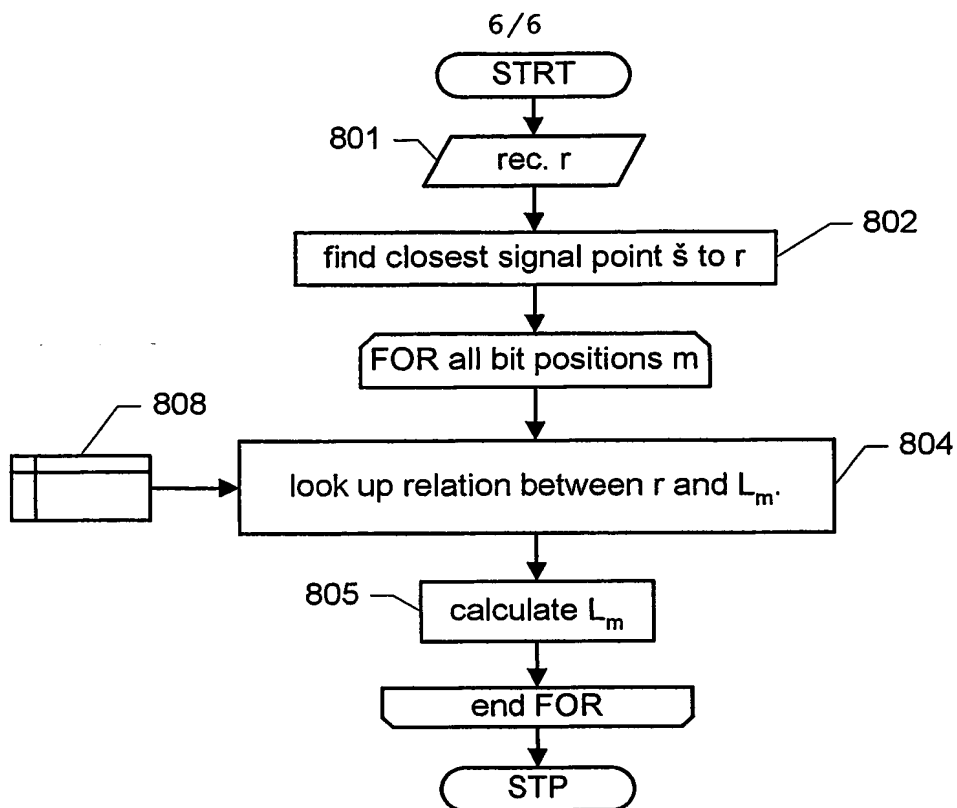 6/6
STRT
801
rec. r
802
find closest signal point š to r
FOR all bit positions m
808
804
look up relation between r and Lₘ.
805
calculate Lₘ
end FOR
STP